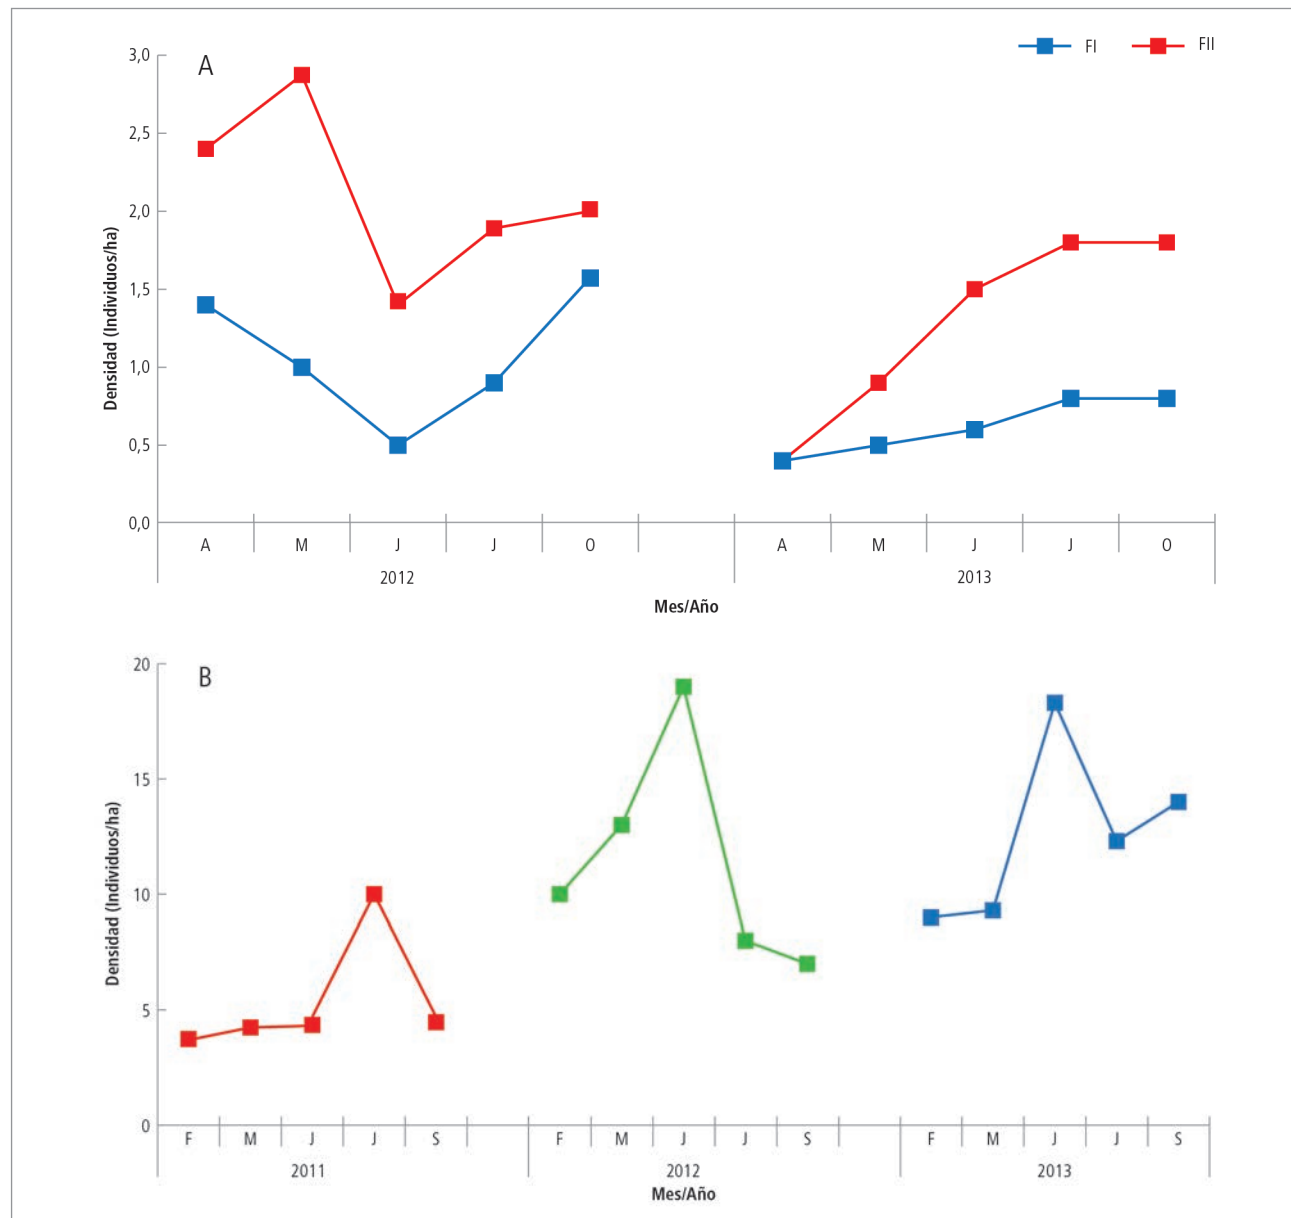 A
FI FII
3,0
2,5
2,0
1,5
1,0
0,5
0,0
Densidad (Individuos/ha)
A M J J O A M J J O
2012 2013
Mes/Año
B
20
15
10
5
0
Densidad (Individuos/ha)
F M J J S F M J J S F M J J S
2011 2012 2013
Mes/Año